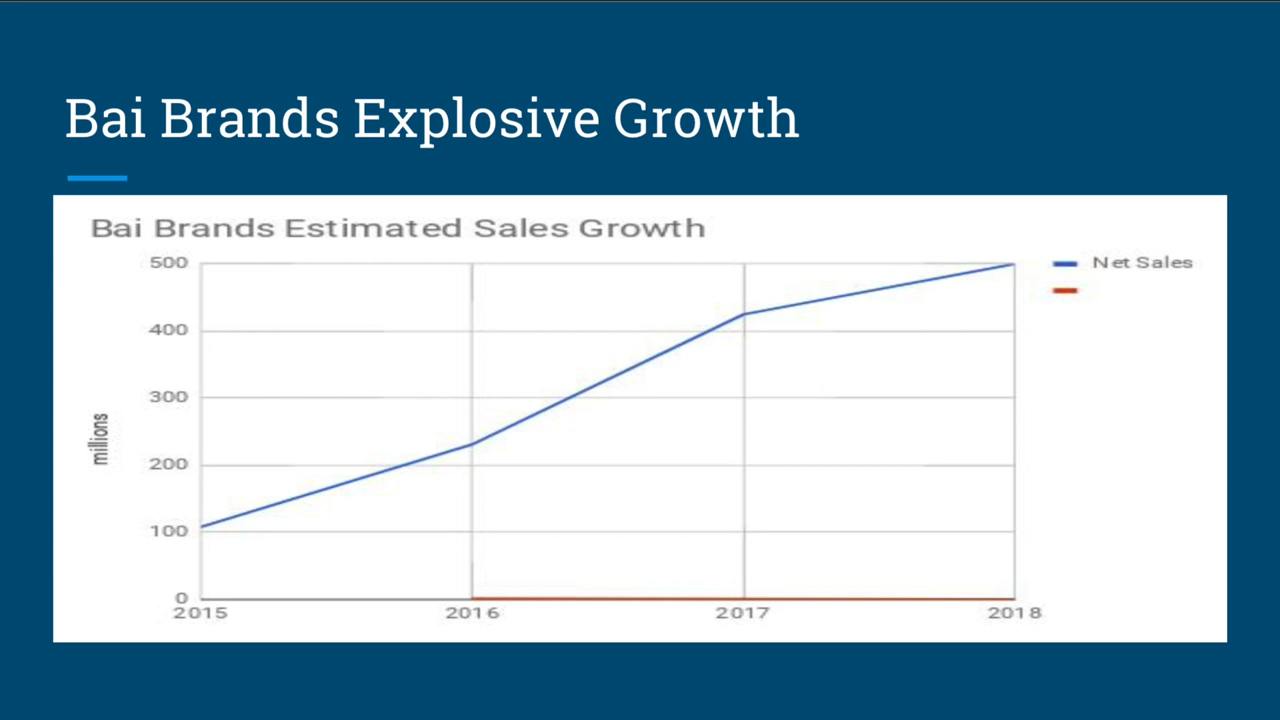 Bai Brands Explosive Growth
Bai Brands Estimated Sales Growth
500
Net Sales
400
300
millions
200
100
0
2015 2016 2017 2018